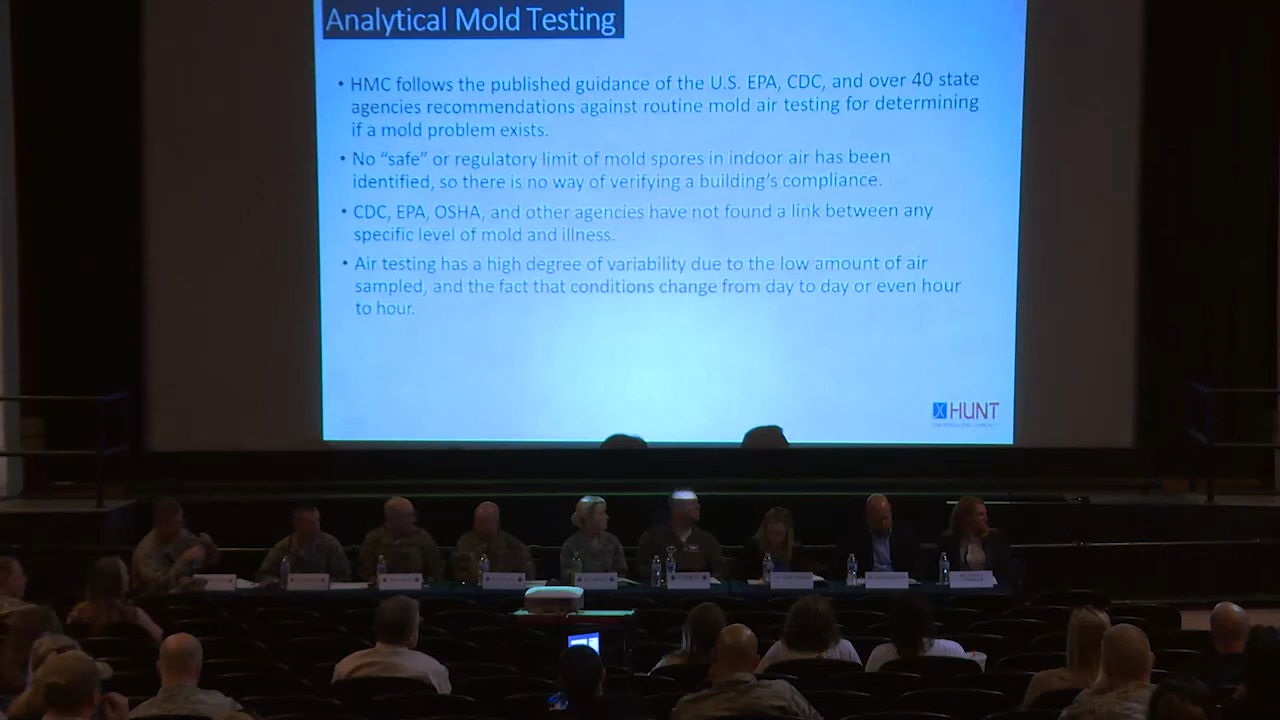 Analytical Mold Testing
• HMC follows the published guidance of the U.S. EPA, CDC, and over 40 state
agencies recommendations against routine mold air testing for determining
if a mold problem exists.
• No “safe” or regulatory limit of mold spores in indoor air has been
identified, so there is no way of verifying a building’s compliance.
• CDC, EPA, OSHA, and other agencies have not found a link between any
specific level of mold and illness.
• Air testing has a high degree of variability due to the low amount of air
sampled, and the fact that conditions change from day to day or even hour
to hour.
HUNT